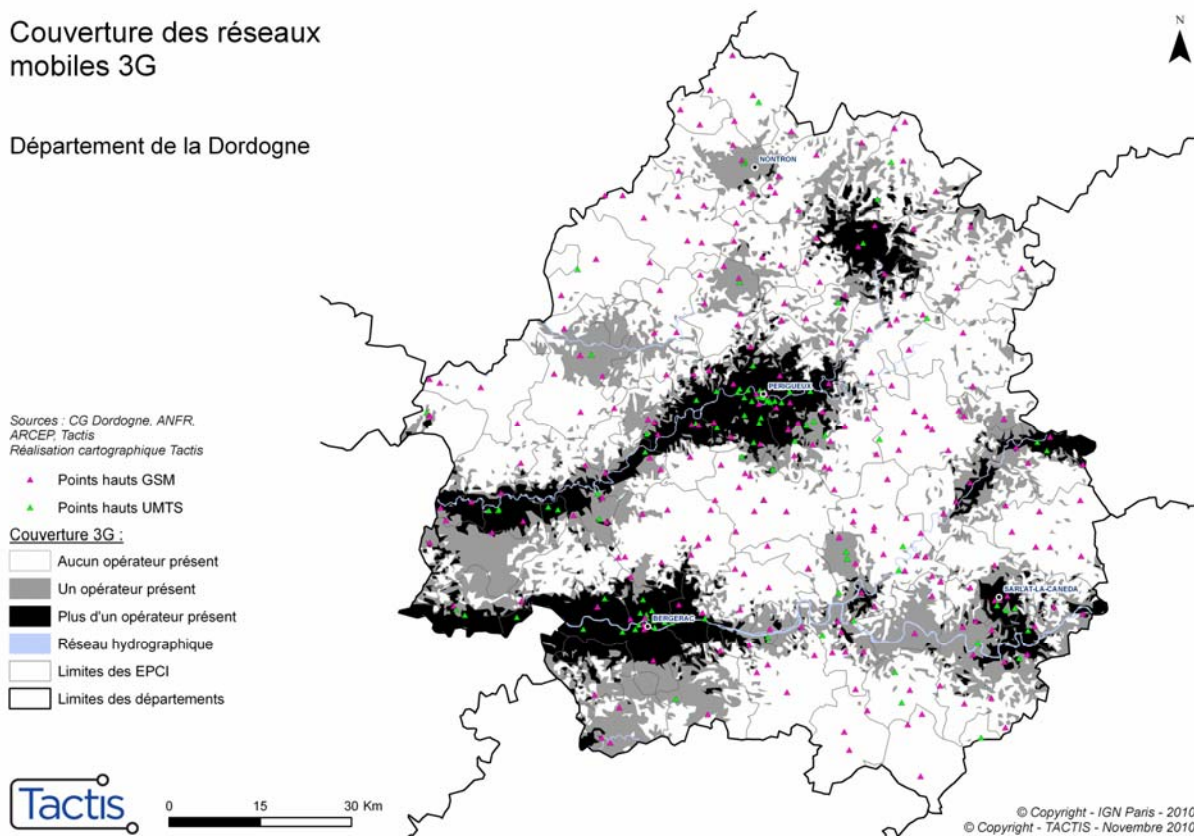 Couverture des réseaux
mobiles 3G
Département de la Dordogne
N
NONTRON
PERIGUEUX
SARLAT-LA-CANEDA
BERGERAC
Sources : CG Dordogne, ANFR,
ARCEP, Tactis
Réalisation cartographique Tactis
Points hauts GSM
Points hauts UMTS
Couverture 3G :
Aucun opérateur présent
Un opérateur présent
Plus d'un opérateur présent
Réseau hydrographique
Limites des EPCI
Limites des départements
Tactis
0 15 30 Km
© Copyright - IGN Paris - 2010
© Copyright - TACTIS - Novembre 2010